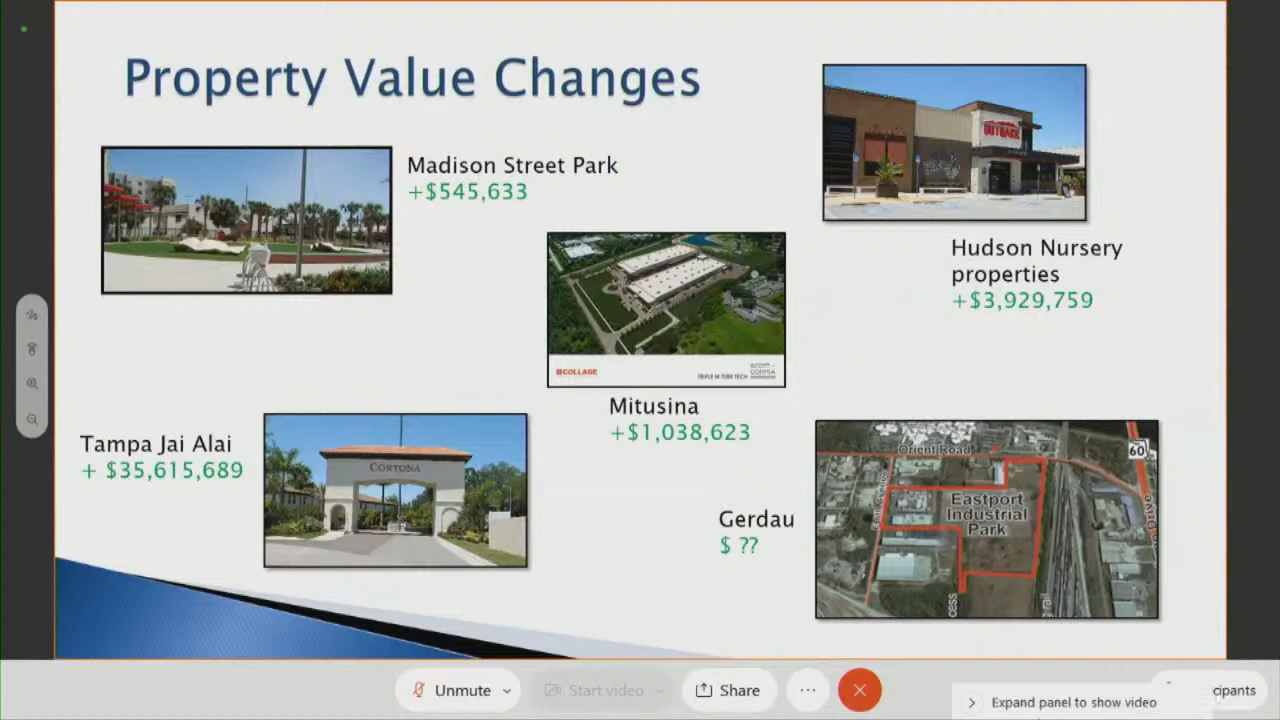 Property Value Changes
Madison Street Park
+$545,633
OUTBACK
Hudson Nursery
properties
+$3,929,759
COLLAGE
Mitusina
+$1,038,623
Tampa Jai Alai
+ $35,615,689
CORTONA
Gerdau
$ ??
Orient Road
60
Eastport
Industrial
Park
Drive
Unmute
Start video
Share
Expand panel to show video
cipants